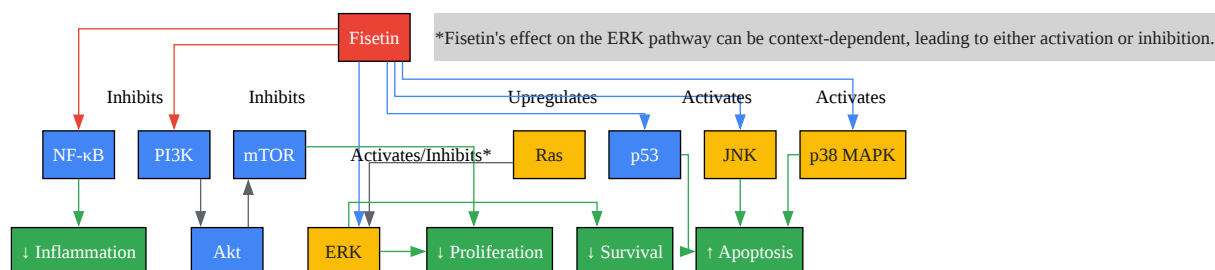 Fisetin
*Fisetin's effect on the ERK pathway can be context-dependent, leading to either activation or inhibition.
Inhibits
Inhibits
Upregulates
Activates
Activates
NF-κB
PI3K
mTOR
Activates/Inhibits*
Ras
p53
JNK
p38 MAPK
↓ Inflammation
Akt
ERK
↓ Proliferation
↓ Survival
↑ Apoptosis